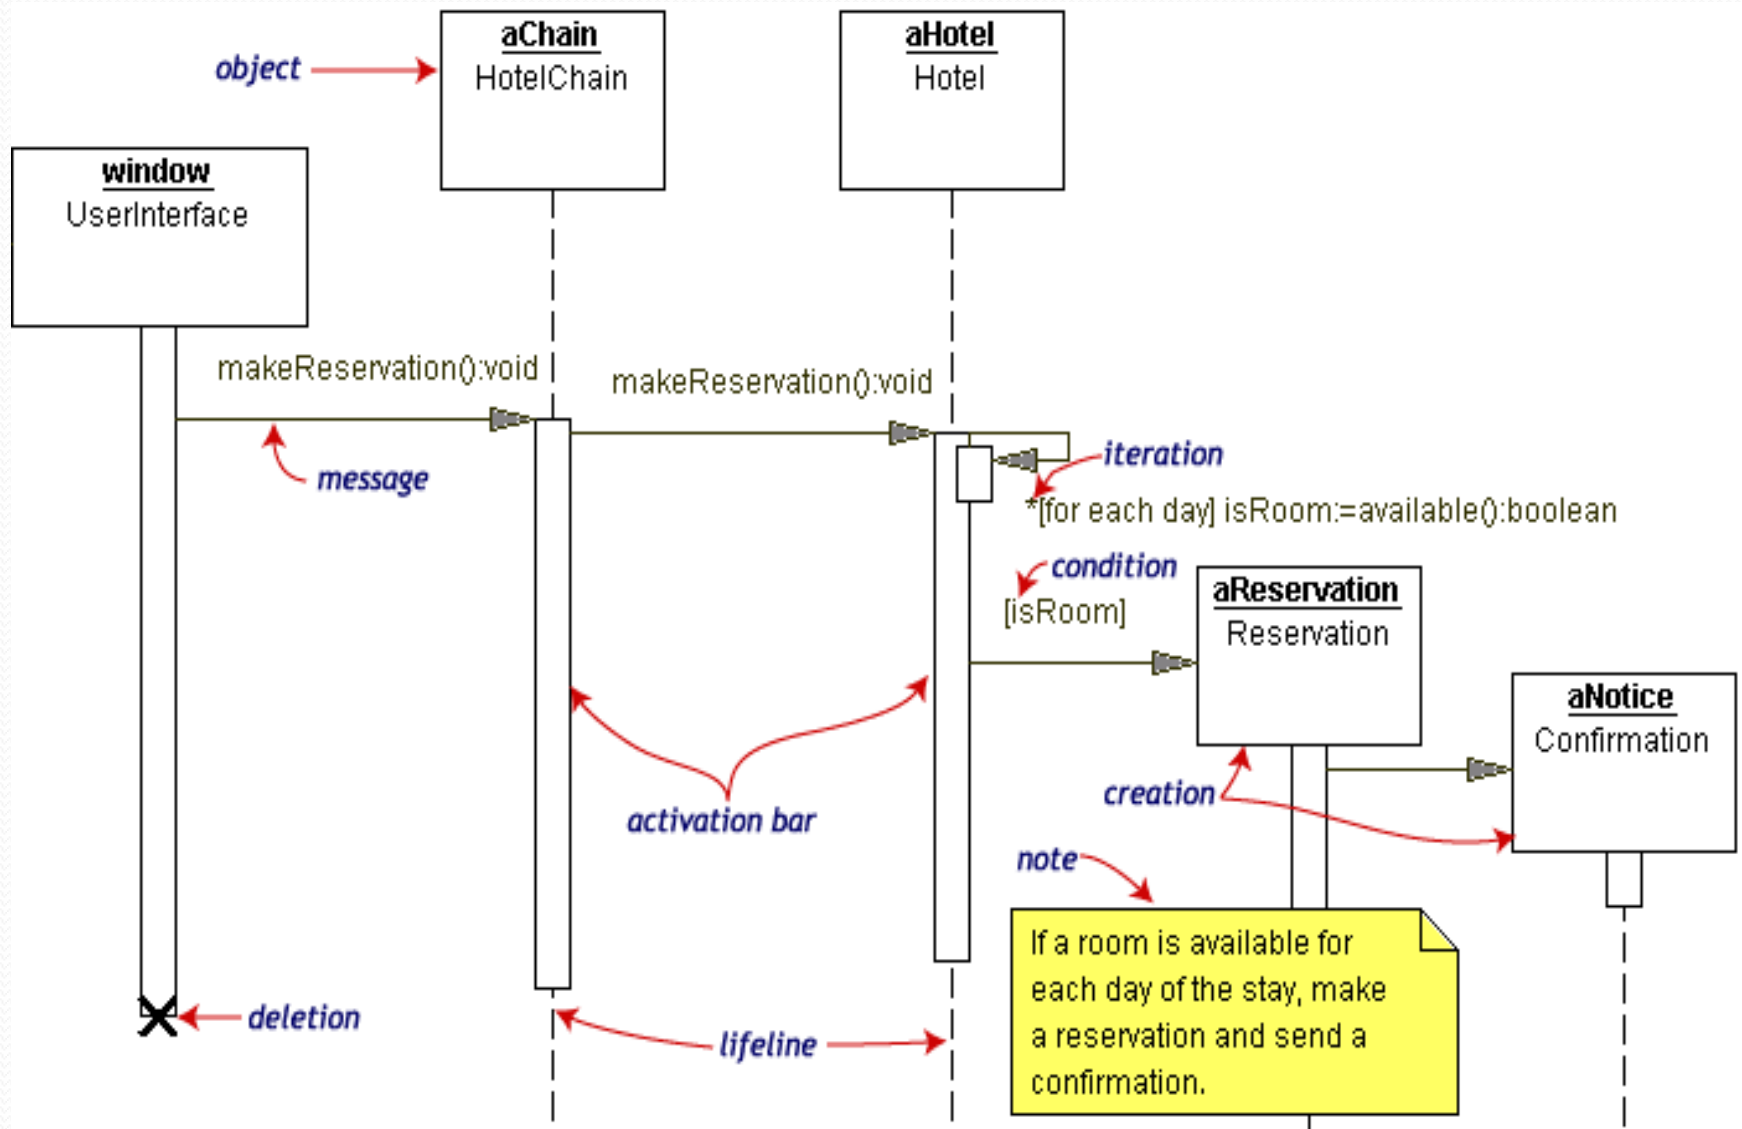 aChain
HotelChain
aHotel
Hotel
object
window
UserInterface
makeReservation():void
makeReservation():void
message
iteration
*[for each day] isRoom:=available():boolean
condition
[isRoom]
aReservation
Reservation
aNotice
Confirmation
creation
activation bar
note
If a room is available for
each day of the stay, make
a reservation and send a
confirmation.
deletion
lifeline